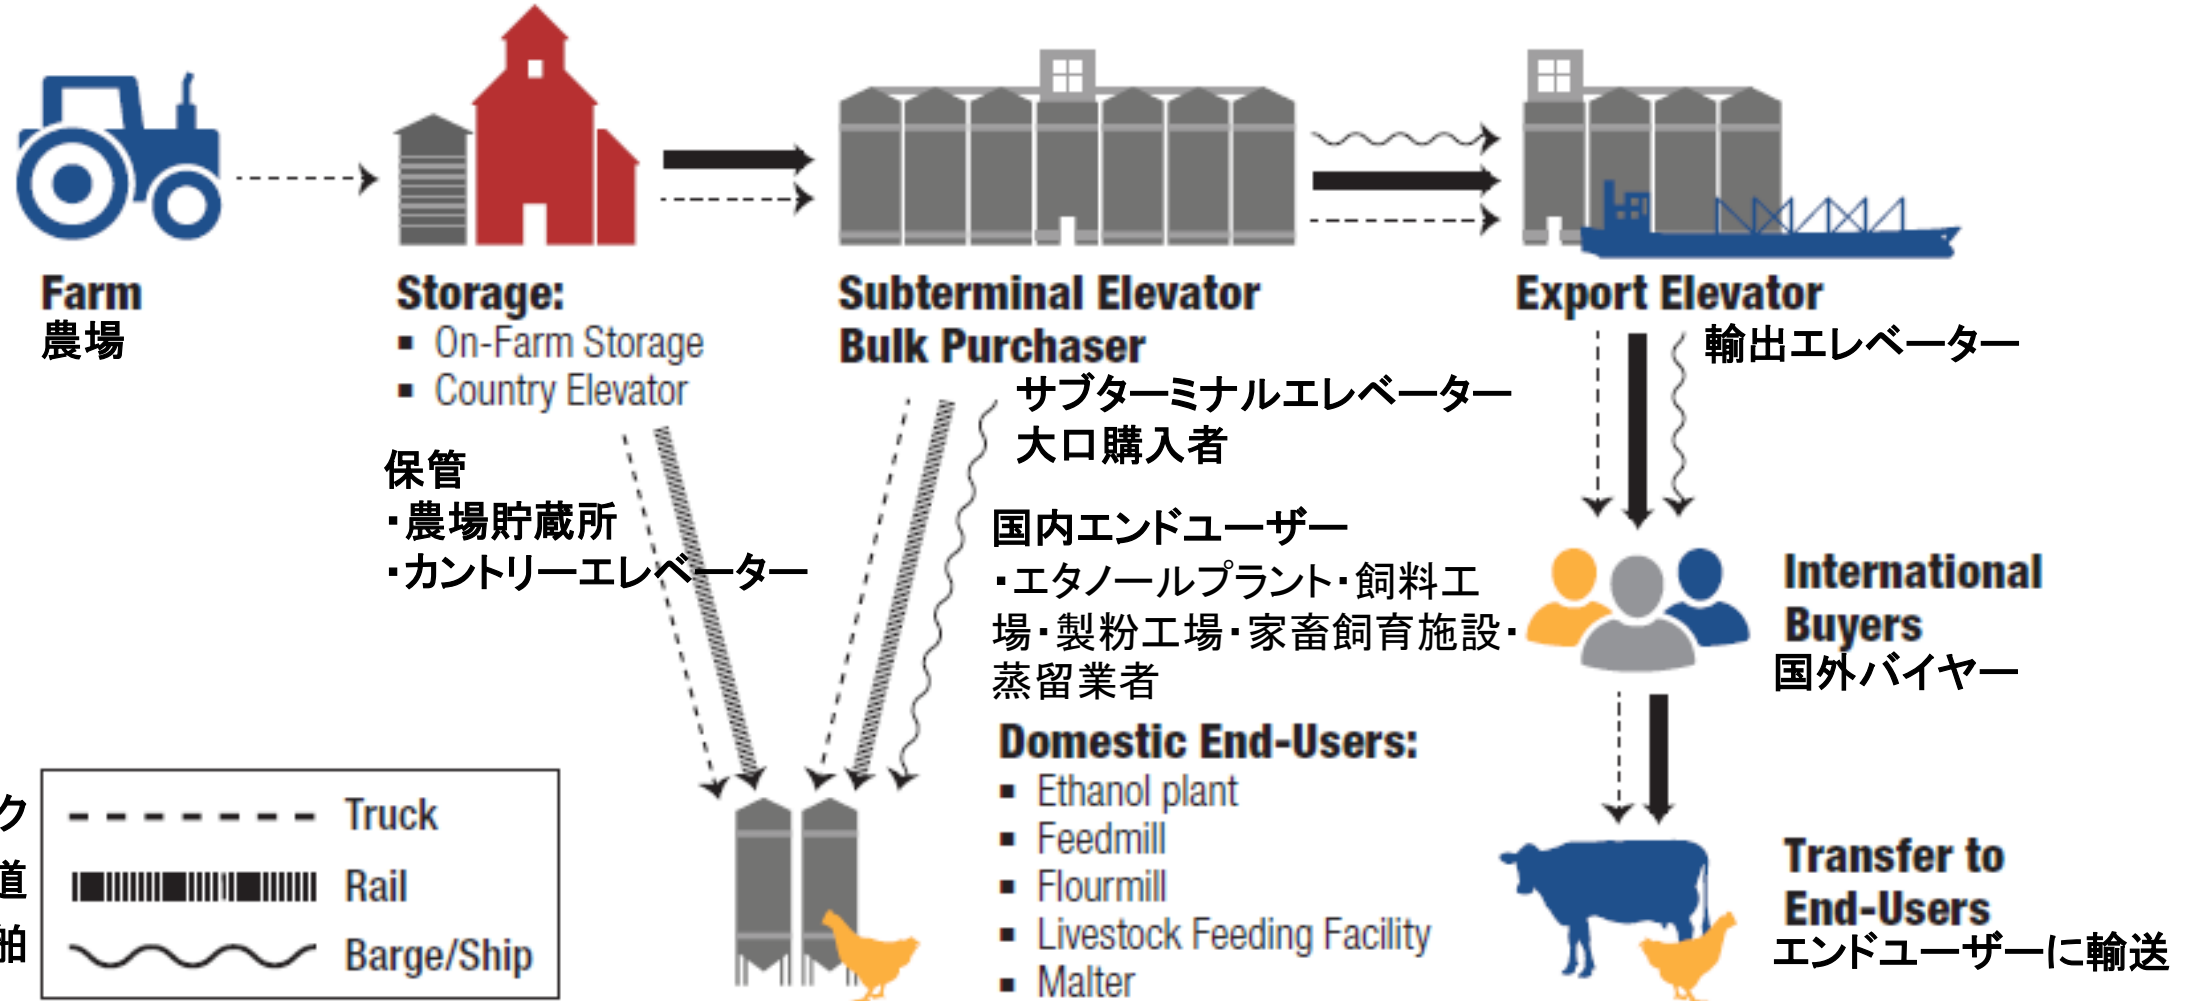 Farm
農場
Storage:
▪ On-Farm Storage
▪ Country Elevator
保管
・農場貯蔵所
・カントリーエレベーター
Subterminal Elevator
Bulk Purchaser
サブターミナルエレベーター
大口購入者
Export Elevator
輸出エレベーター
国内エンドユーザー
・エタノールプラント・飼料工
場・製粉工場・家畜飼育施設・
蒸留業者
Domestic End-Users:
▪ Ethanol plant
▪ Feedmill
▪ Flourmill
▪ Livestock Feeding Facility
▪ Malter
International
Buyers
国外バイヤー
Transfer to
End-Users
エンドユーザーに輸送
ク Truck
道 Rail
舶 Barge/Ship